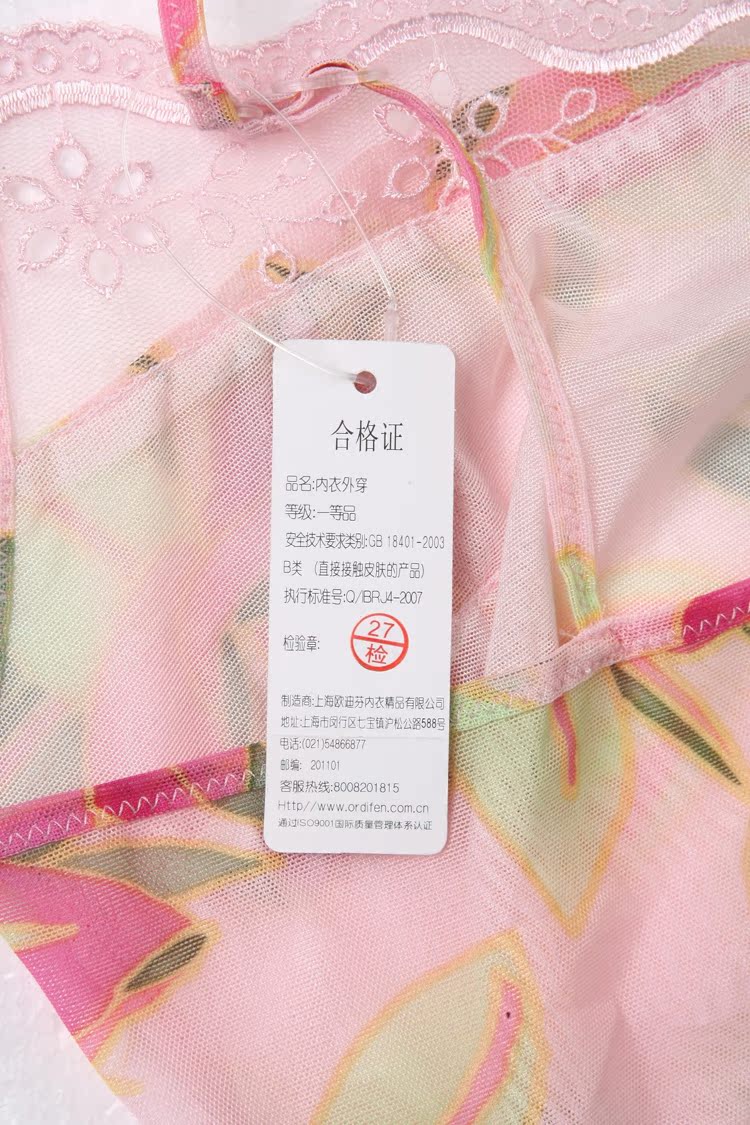 合格证
品名:内衣外穿
等级:一等品
安全技术要求类别:GB 18401-2003
B类 (直接接触皮肤的产品)
执行标准号:Q/IBRJ4-2007
检验章:
27
检
制造商:上海欧迪芬内衣精品有限公司
地址:上海市闵行区七宝镇沪松公路588号
电话:(021)54866877
邮编: 201101
客服热线:8008201815
Http//www.ordifen.com.cn
通过ISO9001国际质量管理体系认证